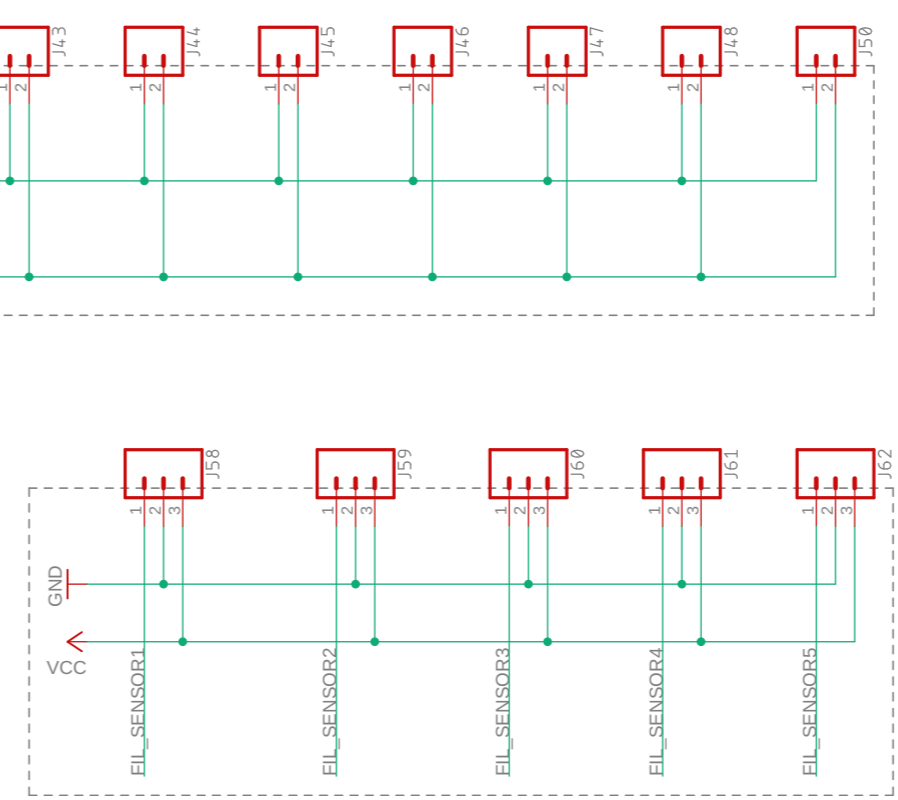 J43
J44
J45
J46
J47
J48
J50
1 2
1 2
1 2
1 2
1 2
1 2
1 2
J58
J59
J60
J61
J62
1 2 3
1 2 3
1 2 3
1 2 3
1 2 3
GND
VCC
FIL_SENSOR1
FIL_SENSOR2
FIL_SENSOR3
FIL_SENSOR4
FIL_SENSOR5